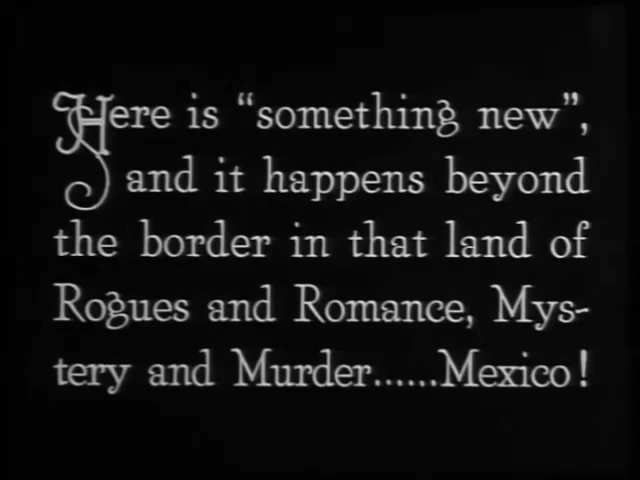 Here is “something new”,
and it happens beyond
the border in that land of
Rogues and Romance, Mys-
tery and Murder......Mexico!